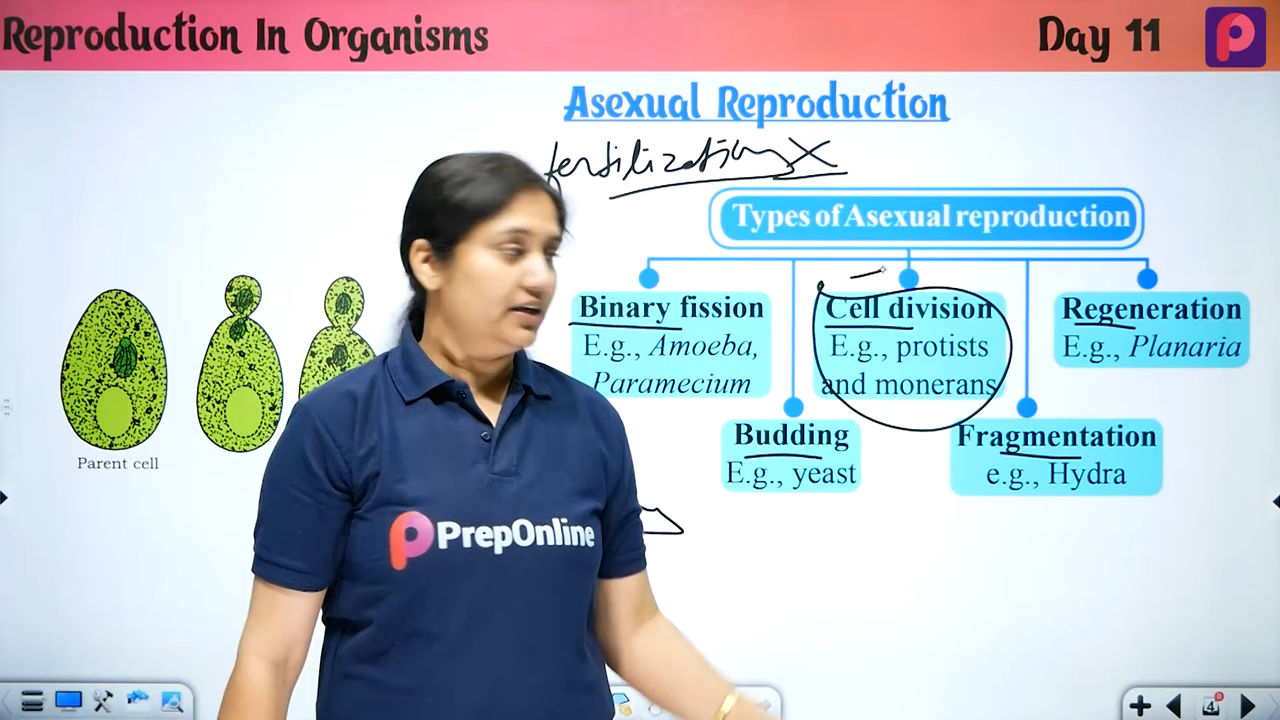 Reproduction In Organisms
Day 11
Asexual Reproduction
fertilization X
Types of Asexual reproduction
Binary fission
E.g., Amoeba,
Paramecium
Cell division
E.g., protists
and monerans
Regeneration
E.g., Planaria
Budding
E.g., yeast
Fragmentation
e.g., Hydra
Parent cell
PrepOnline
4